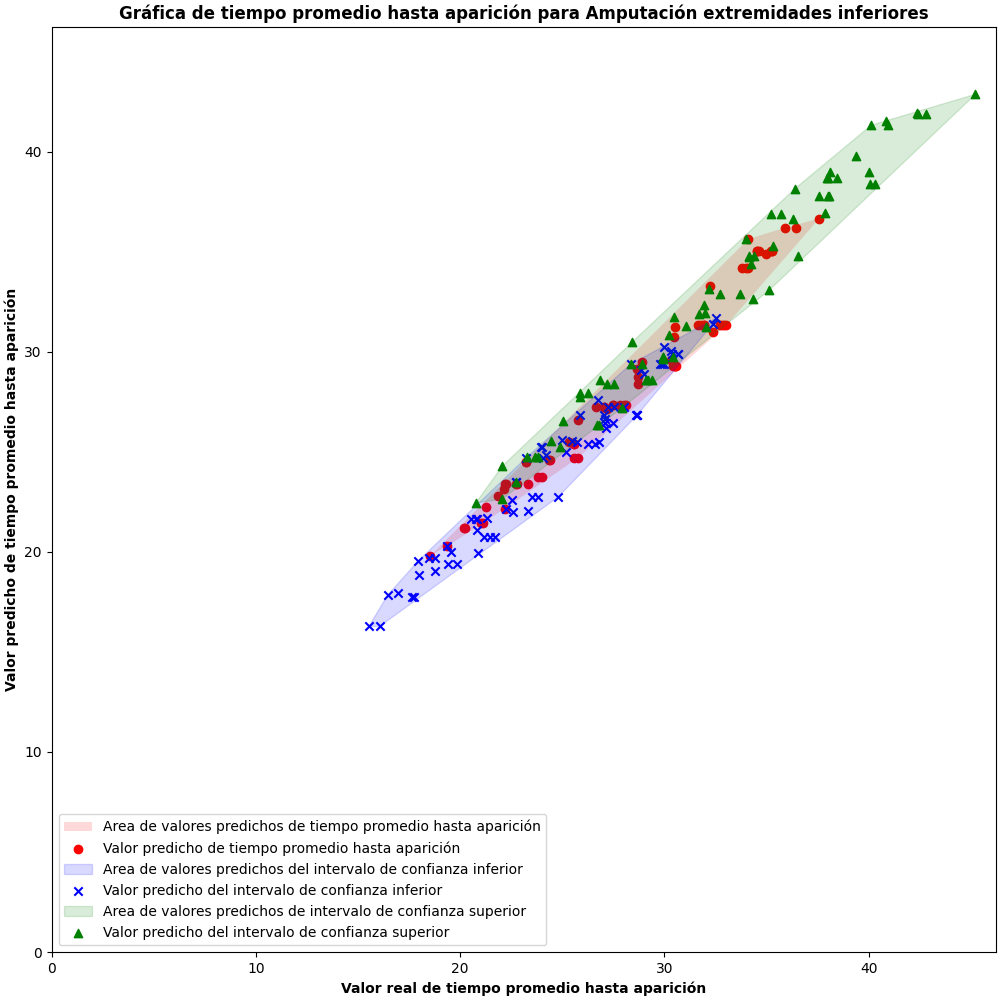 Gráfica de tiempo promedio hasta aparición para Amputación extremidades inferiores
Valor predicho de tiempo promedio hasta aparición
40
30
20
10
0
Area de valores predichos de tiempo promedio hasta aparición
Valor predicho de tiempo promedio hasta aparición
Area de valores predichos del intervalo de confianza inferior
Valor predicho del intervalo de confianza inferior
Area de valores predichos de intervalo de confianza superior
Valor predicho del intervalo de confianza superior
0 10 20 30 40
Valor real de tiempo promedio hasta aparición